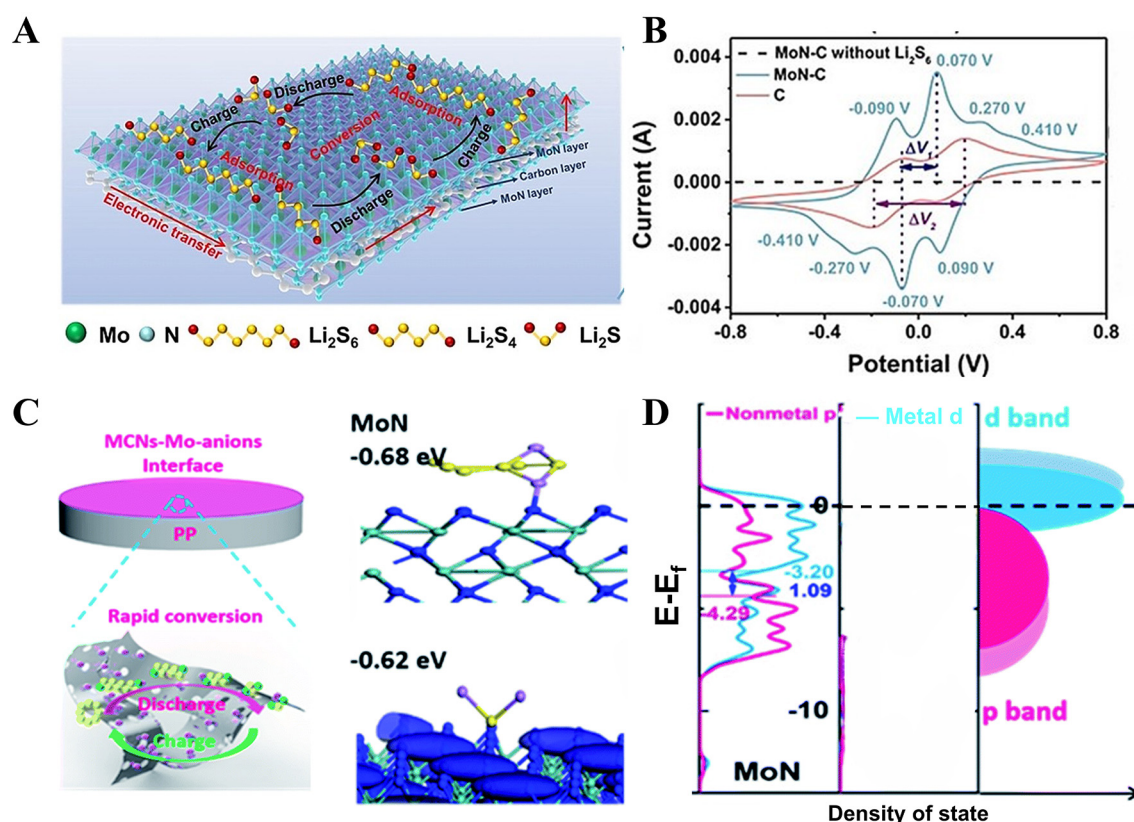 A
Discharge
Adsorption
Charge
Conversion
Charge
Adsorption
Discharge
Electronic transfer
MoN layer
Carbon layer
MoN layer
Mo N Li₂S₆ Li₂S₄ Li₂S
B
MoN-C without Li₂S₆
MoN-C
C
0.070 V
-0.090 V
0.270 V
0.410 V
ΔV₁
ΔV₂
-0.410 V
-0.270 V
-0.070 V
0.090 V
0.004
0.002
0.000
-0.002
-0.004
Current (A)
-0.8 -0.4 0.0 0.4 0.8
Potential (V)
C
MCNs-Mo-anions
Interface
PP
Rapid conversion
Discharge
Charge
MoN
-0.68 eV
-0.62 eV
D
Nonmetal p
Metal d
d band
0
-3.20
1.09
-4.29
-10
E-Ef
p band
MoN
Density of state